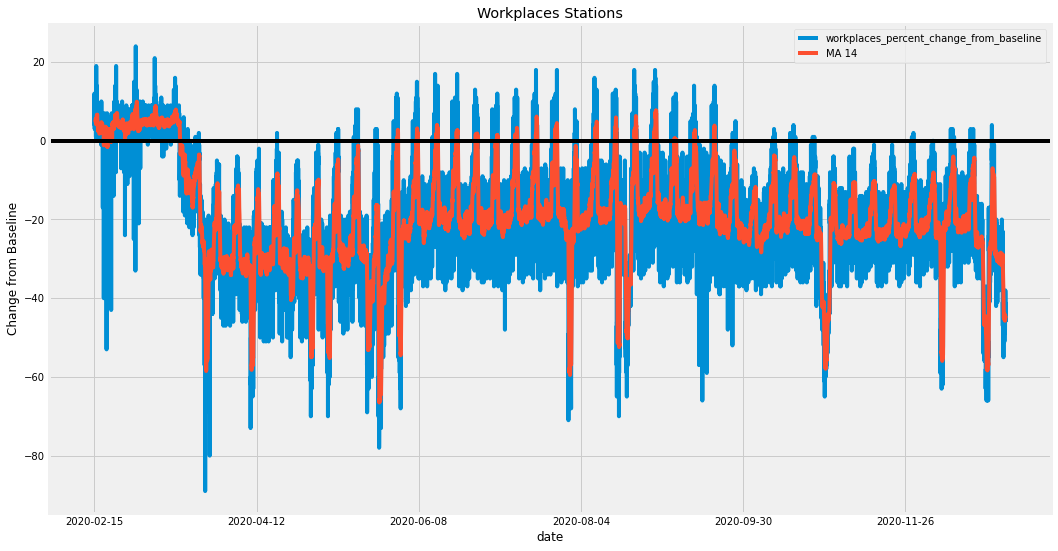 Workplaces Stations
workplaces_percent_change_from_baseline
MA 14
20
0
−20
−40
−60
−80
Change from Baseline
2020-02-15
2020-04-12
2020-06-08
2020-08-04
2020-09-30
2020-11-26
date